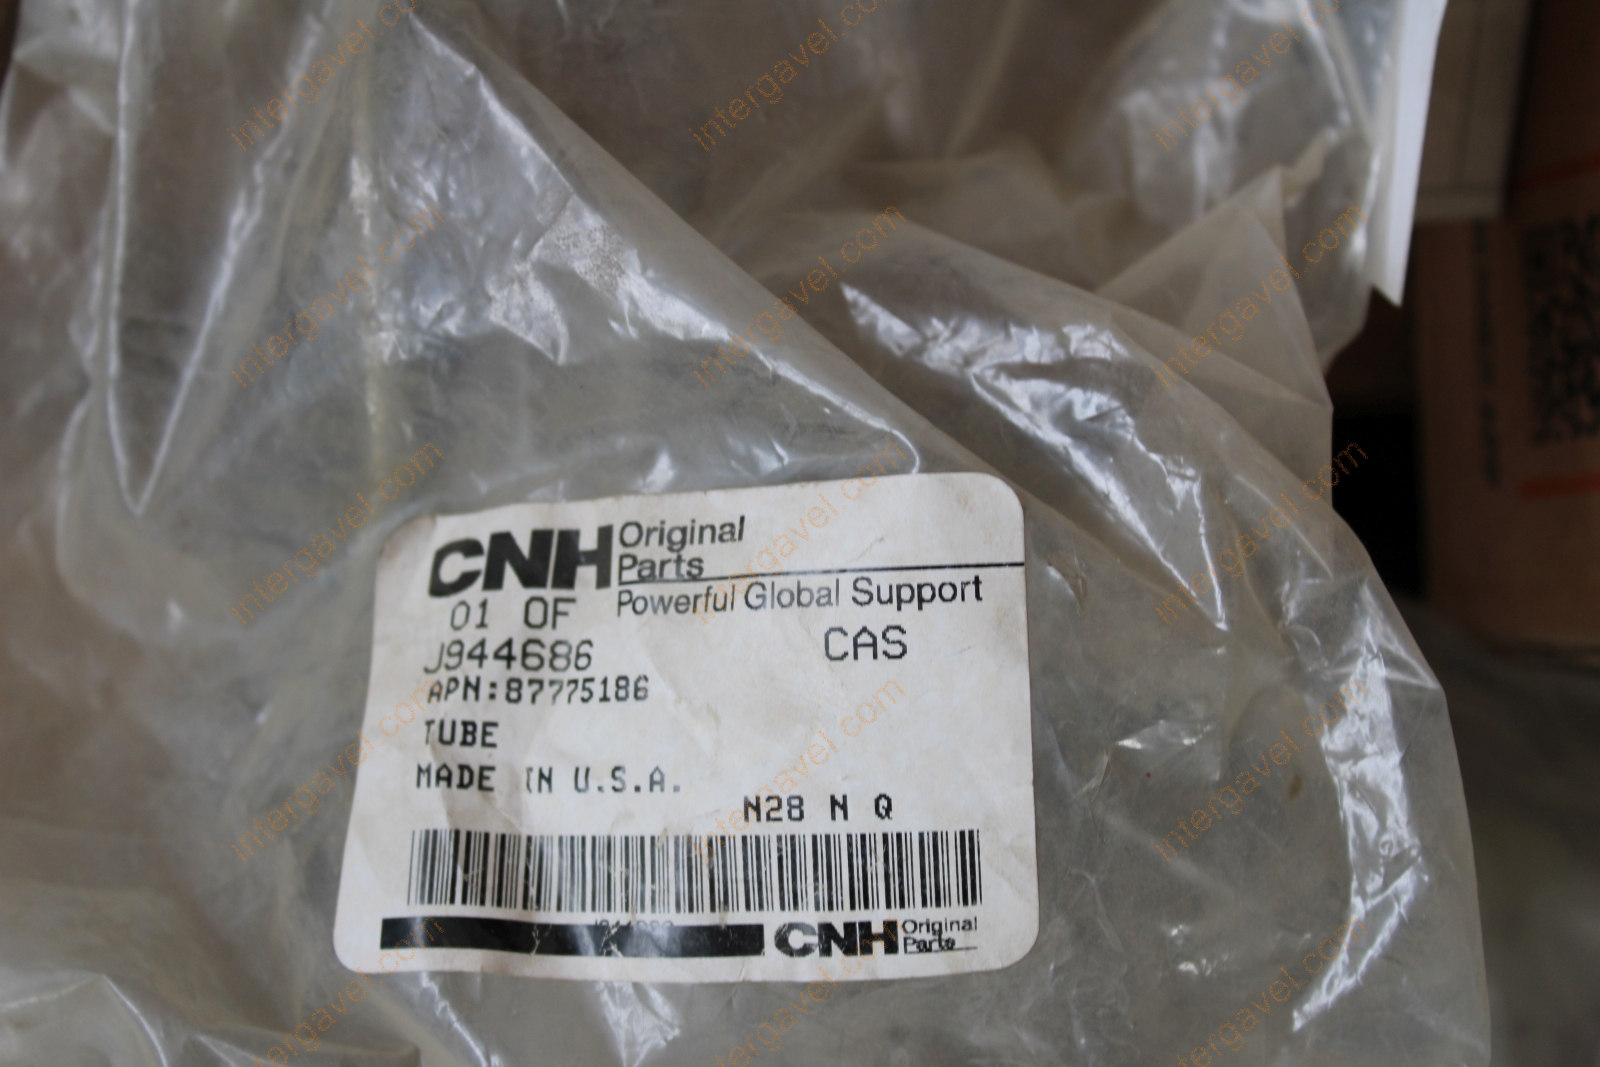 CNH Original
Parts
Powerful Global Support
01 OF
J944686 CAS
APN:87775186
TUBE
MADE IN U.S.A.
N28 N Q
CNH Original
Parts
intergavel.com